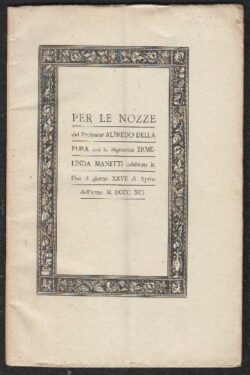 PER LE NOZZE
del Professor ALFREDO DELLA
PURA con la Signorina ERME-
LINDA MANETTI celebrate in
Pisa il giorno XXVII di Aprile
dell'anno M. DCCC. XCI